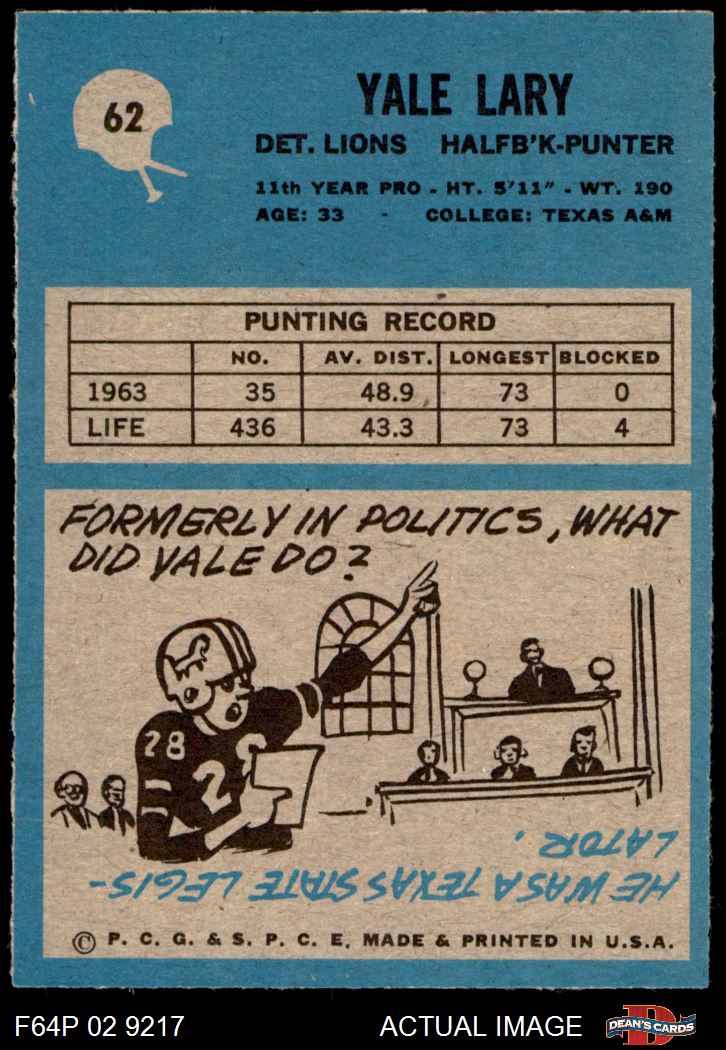 62
YALE LARY
DET. LIONS HALFB'K-PUNTER
11th YEAR PRO - HT. 5'11" - WT. 190
AGE: 33 - COLLEGE: TEXAS A&M
PUNTING RECORD
NO. AV. DIST. LONGEST BLOCKED
1963 35 48.9 73 0
LIFE 436 43.3 73 4
FORMERLY IN POLITICS, WHAT
DID YALE DO?
28
28
HE WAS A TEXAS STATE LEGIS-
LATOR.
© P. C. G. & S. P. C. E. MADE & PRINTED IN U.S.A.
F64P 02 9217 ACTUAL IMAGE D DEAN'S CARDS